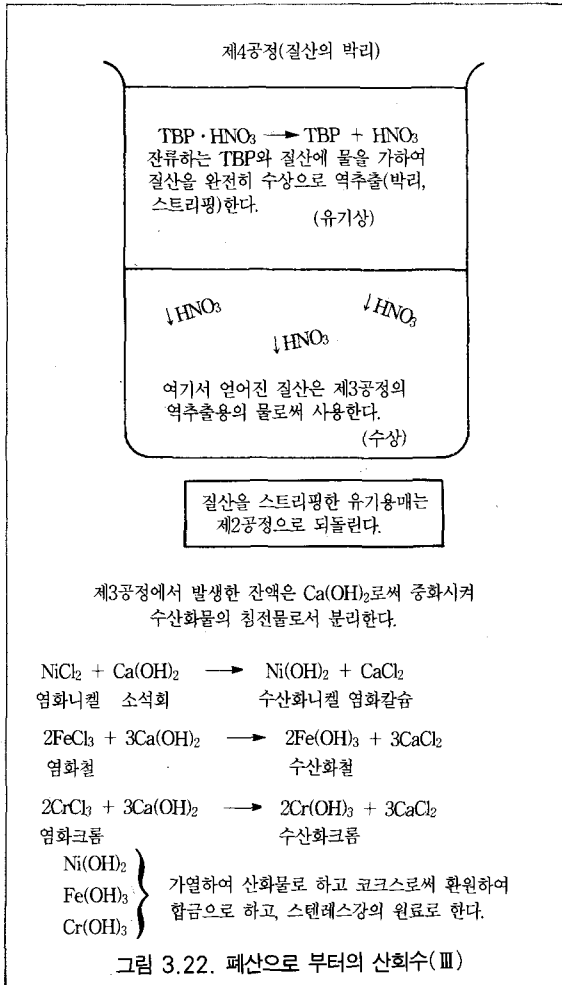 제4공정(질산의 박리)
TBP · HNO₃ → TBP + HNO₃
잔류하는 TBP와 질산에 물을 가하여
질산을 완전히 수상으로 역추출(박리,
스트리핑)한다.
(유기상)
↓HNO₃ ↓HNO₃
↓HNO₃
여기서 얻어진 질산은 제3공정의
역추출용의 물로써 사용한다.
(수상)
질산을 스트리핑한 유기용매는
제2공정으로 되돌린다.
제3공정에서 발생한 잔액은 Ca(OH)₂로써 중화시켜
수산화물의 침전물로서 분리한다.
NiCl₂ + Ca(OH)₂ → Ni(OH)₂ + CaCl₂
염화니켈 소석회 수산화니켈 염화칼슘
2FeCl₃ + 3Ca(OH)₂ → 2Fe(OH)₃ + 3CaCl₂
염화철 수산화철
2CrCl₃ + 3Ca(OH)₂ → 2Cr(OH)₃ + 3CaCl₂
염화크롬 수산화크롬
Ni(OH)₂
Fe(OH)₃
Cr(OH)₃
가열하여 산화물로 하고 코크스로써 환원하여
합금으로 하고, 스텐레스강의 원료로 한다.
그림 3.22. 폐산으로 부터의 산회수(Ⅲ)